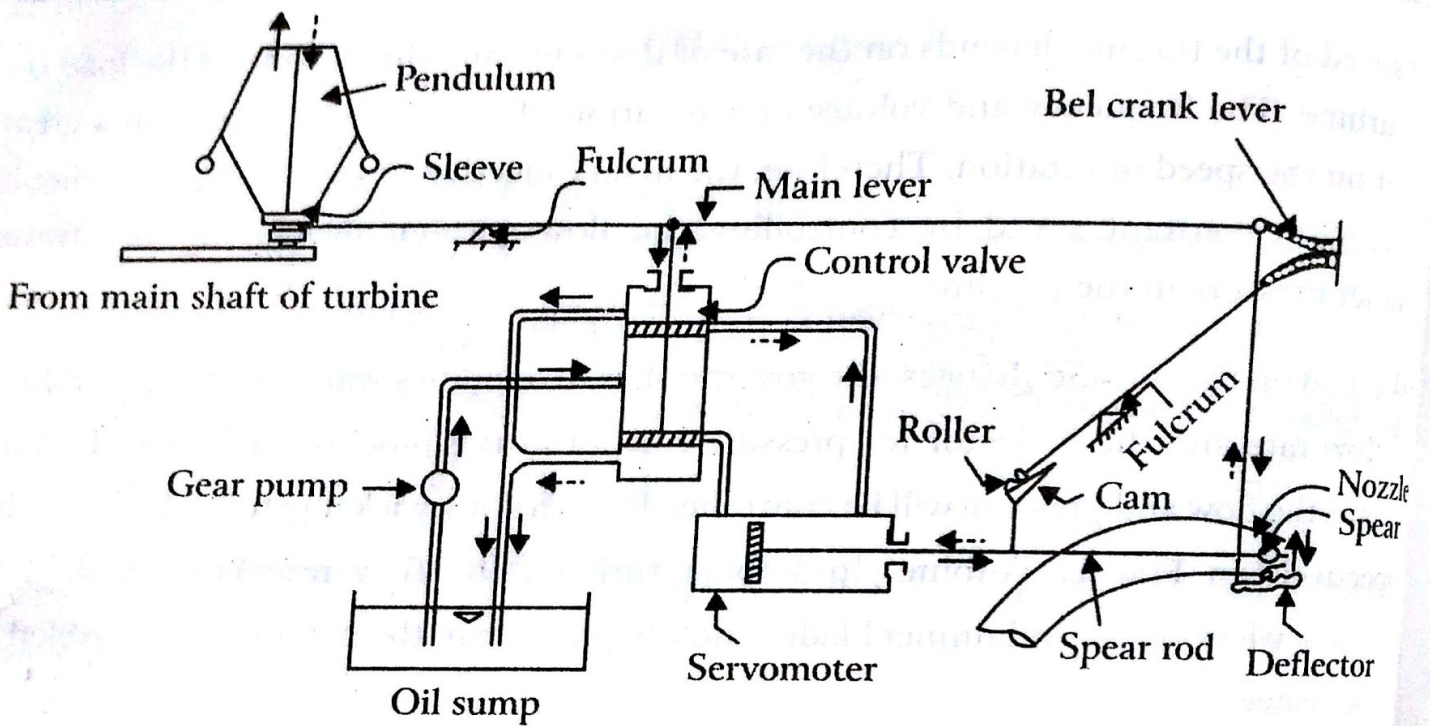 Pendulum
Sleeve
Fulcrum
Main lever
Bel crank lever
From main shaft of turbine
Control valve
Fulcrum
Roller
Cam
Nozzle
Spear
Gear pump
Servomoter
Spear rod
Deflector
Oil sump